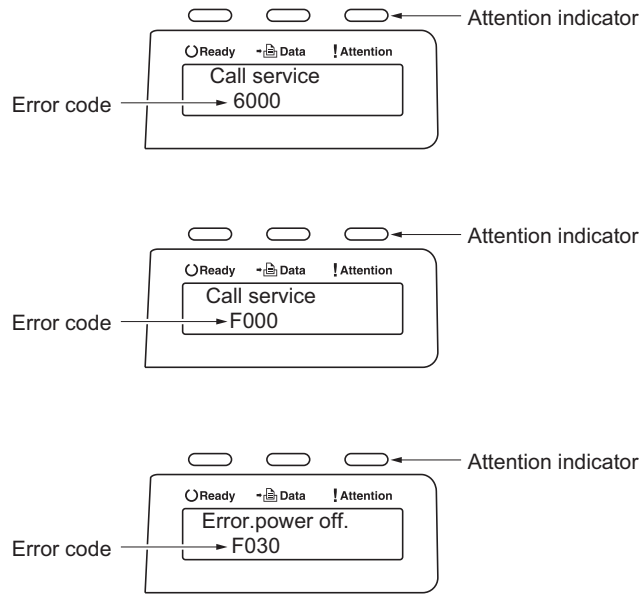 Attention indicator
Ready Data ! Attention
Call service
Error code 6000
Attention indicator
Ready Data ! Attention
Call service
Error code F000
Attention indicator
Ready Data ! Attention
Error.power off.
Error code F030